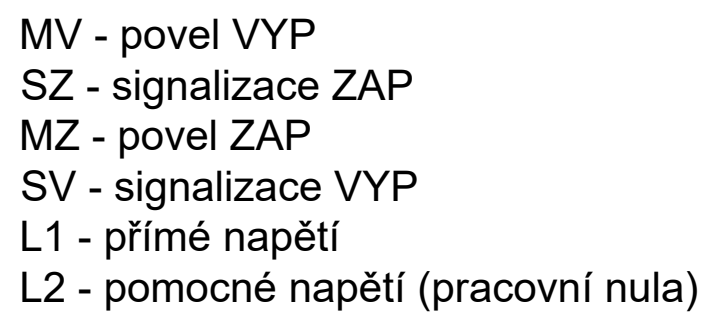 MV - povel VYP
SZ - signalizace ZAP
MZ - povel ZAP
SV - signalizace VYP
L1 - přímé napětí
L2 - pomocné napětí (pracovní nula)